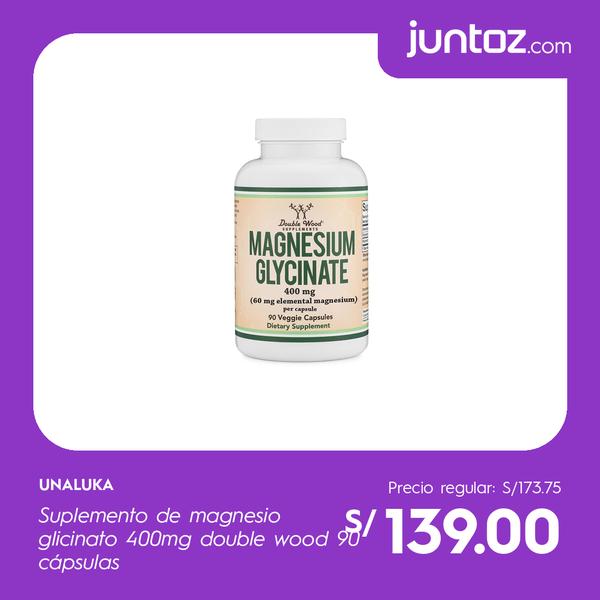 juntoz.com
Double Wood®
SUPPLEMENTS
MAGNESIUM
GLYCINATE
400 mg
(60 mg elemental magnesium)
per capsule
90 Veggie Capsules
Dietary Supplement
UNALUKA
Precio regular: S/173.75
Suplemento de magnesio
glicinato 400mg double wood 90
cápsulas
S/ 139.00